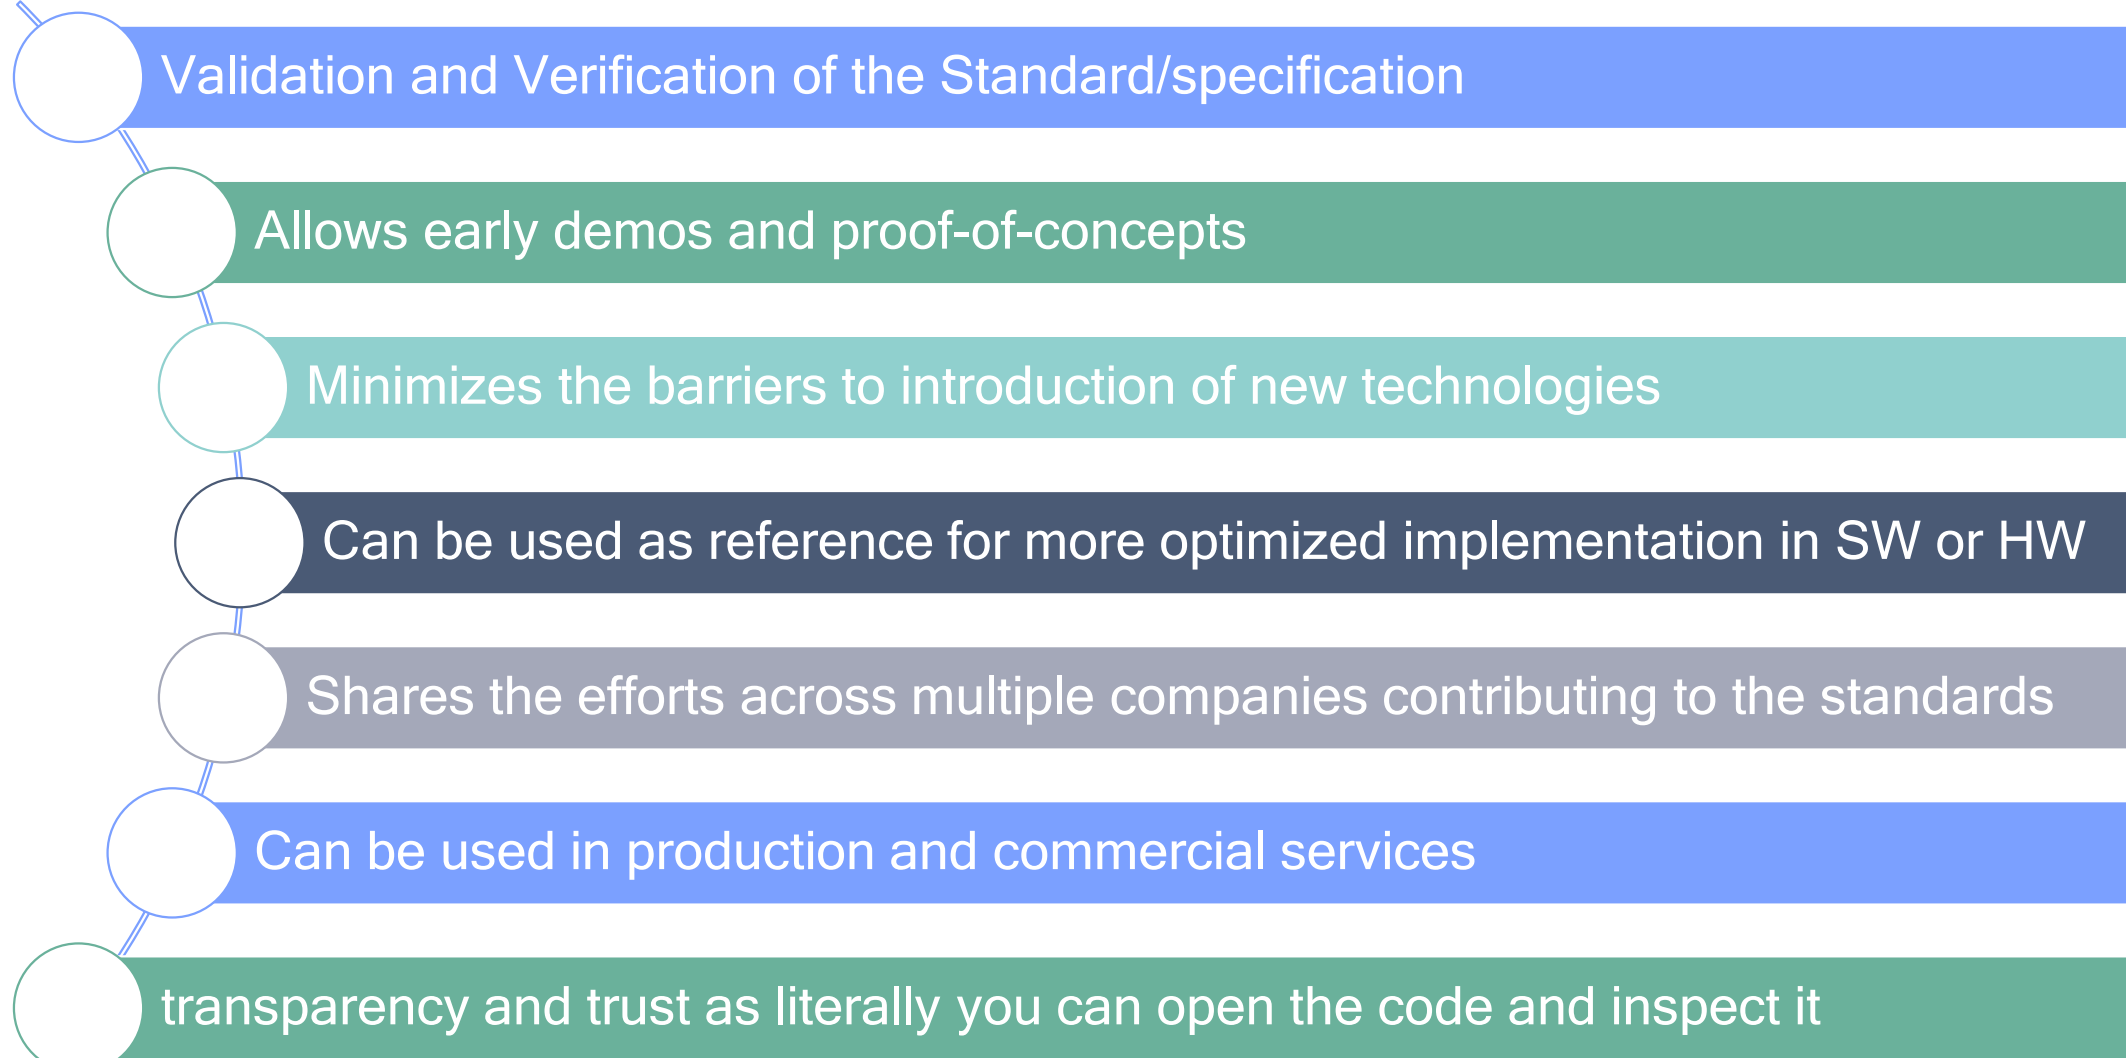 Validation and Verification of the Standard/specification
Allows early demos and proof-of-concepts
Minimizes the barriers to introduction of new technologies
Can be used as reference for more optimized implementation in SW or HW
Shares the efforts across multiple companies contributing to the standards
Can be used in production and commercial services
transparency and trust as literally you can open the code and inspect it